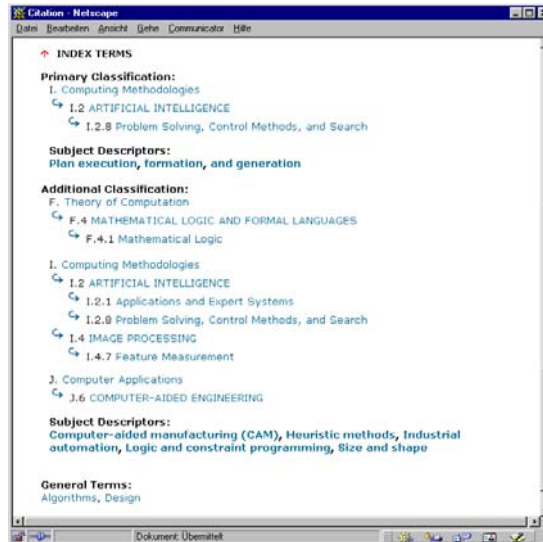 Citation - Netscape
Datei Bearbeiten Ansicht Gehe Communicator Hilfe
INDEX TERMS
Primary Classification:
I. Computing Methodologies
I.2 ARTIFICIAL INTELLIGENCE
I.2.8 Problem Solving, Control Methods, and Search
Subject Descriptors:
Plan execution, formation, and generation
Additional Classification:
F. Theory of Computation
F.4 MATHEMATICAL LOGIC AND FORMAL LANGUAGES
F.4.1 Mathematical Logic
I. Computing Methodologies
I.2 ARTIFICIAL INTELLIGENCE
I.2.1 Applications and Expert Systems
I.2.8 Problem Solving, Control Methods, and Search
I.4 IMAGE PROCESSING
I.4.7 Feature Measurement
J. Computer Applications
J.6 COMPUTER-AIDED ENGINEERING
Subject Descriptors:
Computer-aided manufacturing (CAM), Heuristic methods, Industrial
automation, Logic and constraint programming, Size and shape
General Terms:
Algorithms, Design
Dokument: Übermittelt